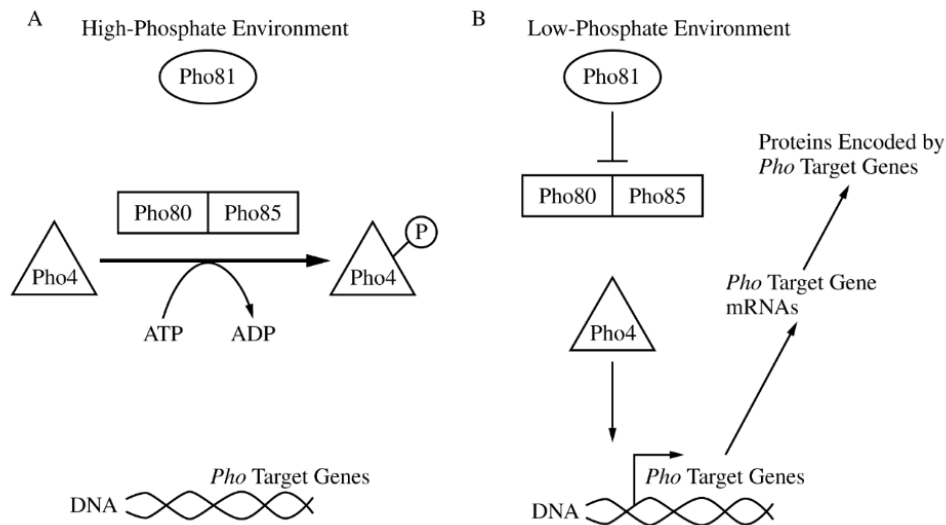 A
High-Phosphate Environment
Pho81
Pho80
Pho85
Pho4
P
Pho4
ATP
ADP
Pho Target Genes
DNA
B
Low-Phosphate Environment
Pho81
Proteins Encoded by
Pho Target Genes
Pho80
Pho85
Pho Target Gene
mRNAs
Pho4
Pho Target Genes
DNA